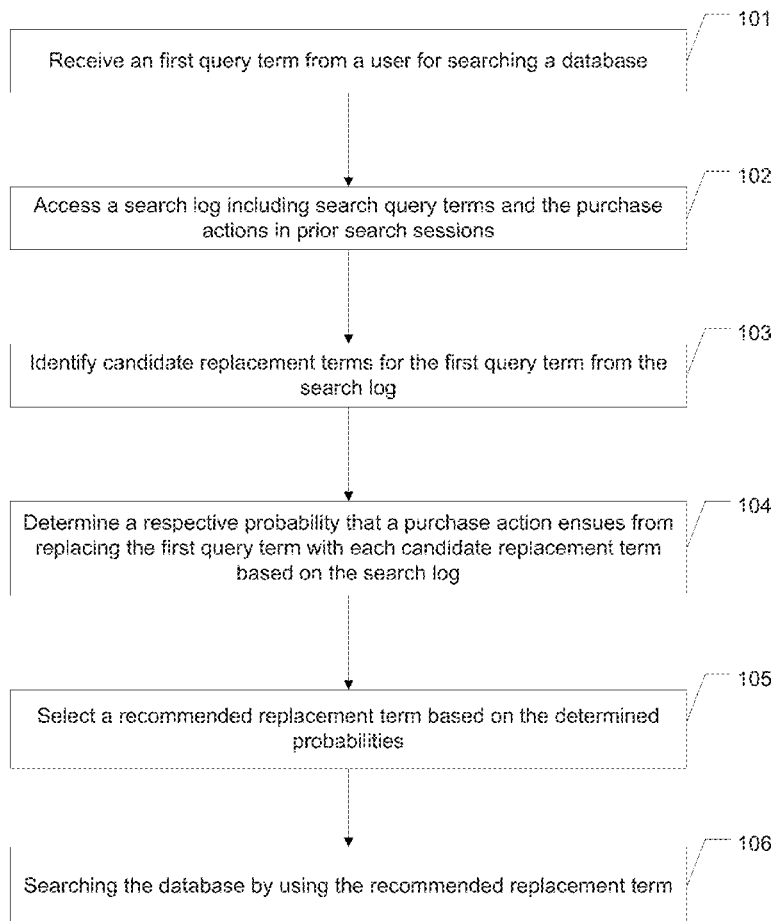 101
Receive an first query term from a user for searching a database
102
Access a search log including search query terms and the purchase
actions in prior search sessions
103
Identify candidate replacement terms for the first query term from the
search log
104
Determine a respective probability that a purchase action ensues from
replacing the first query term with each candidate replacement term
based on the search log
105
Select a recommended replacement term based on the determined
probabilities
106
Searching the database by using the recommended replacement term